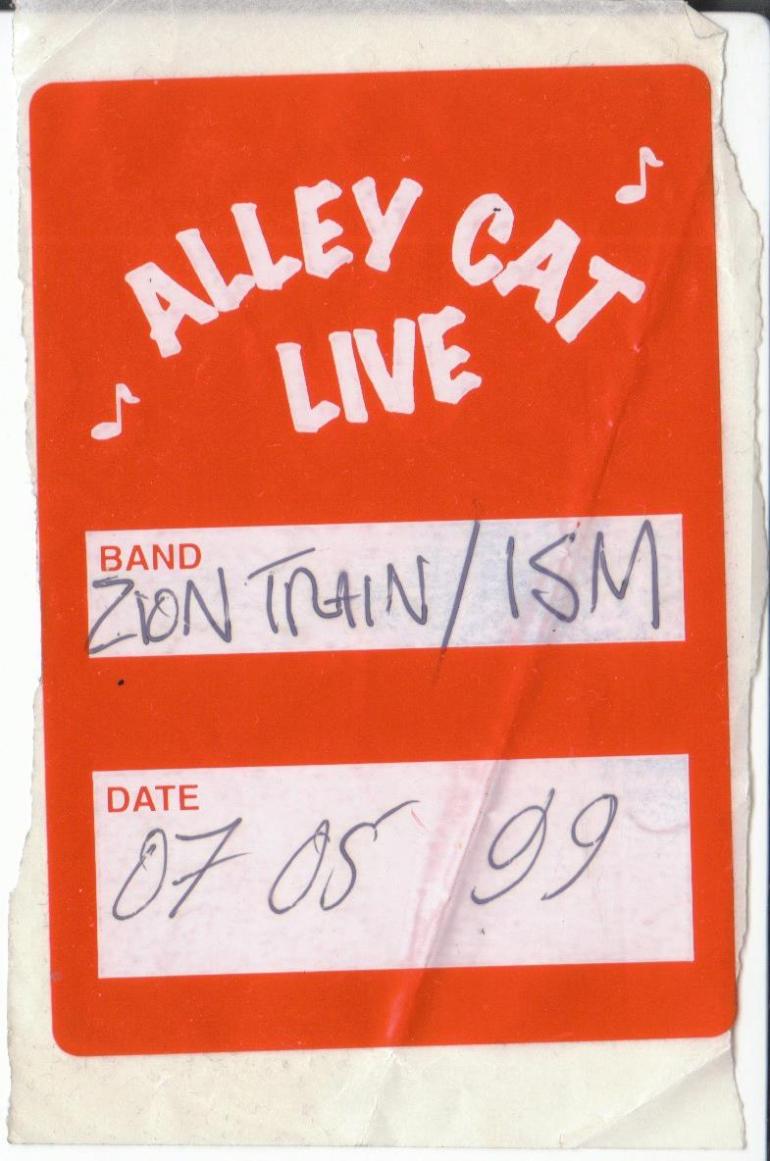 ALLEY CAT
LIVE
BAND
ZION TRAIN/ISM
DATE
07 05 99